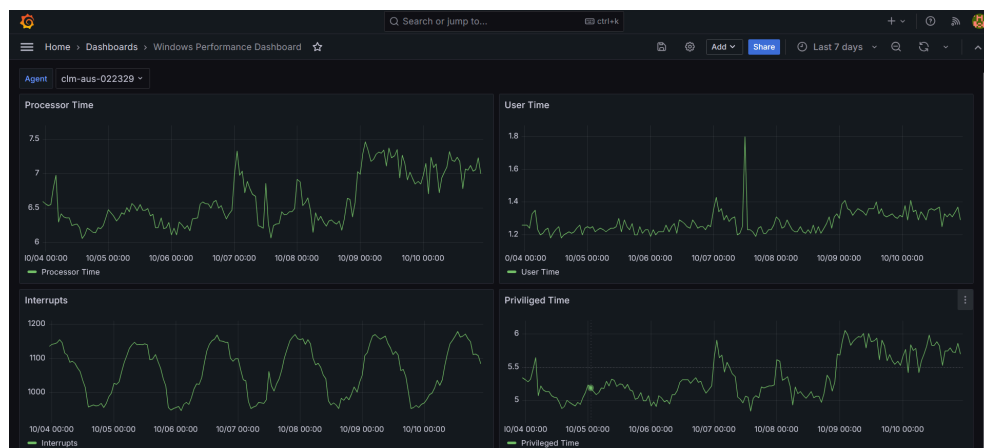 Search or jump to... ctrl+k
Home › Dashboards › Windows Performance Dashboard Add Share Last 7 days
Agent clm-aus-022329
Processor Time
7.5
7
6.5
6
10/04 00:00 10/05 00:00 10/06 00:00 10/07 00:00 10/08 00:00 10/09 00:00 10/10 00:00
Processor Time
User Time
1.8
1.6
1.4
1.2
0/04 00:00 10/05 00:00 10/06 00:00 10/07 00:00 10/08 00:00 10/09 00:00 10/10 00:00
User Time
Interrupts
1200
1100
1000
10/04 00:00 10/05 00:00 10/06 00:00 10/07 00:00 10/08 00:00 10/09 00:00 10/10 00:00
Interrupts
Priviliged Time
6
5.5
5
10/04 00:00 10/05 00:00 10/06 00:00 10/07 00:00 10/08 00:00 10/09 00:00 10/10 00:00
Privileged Time